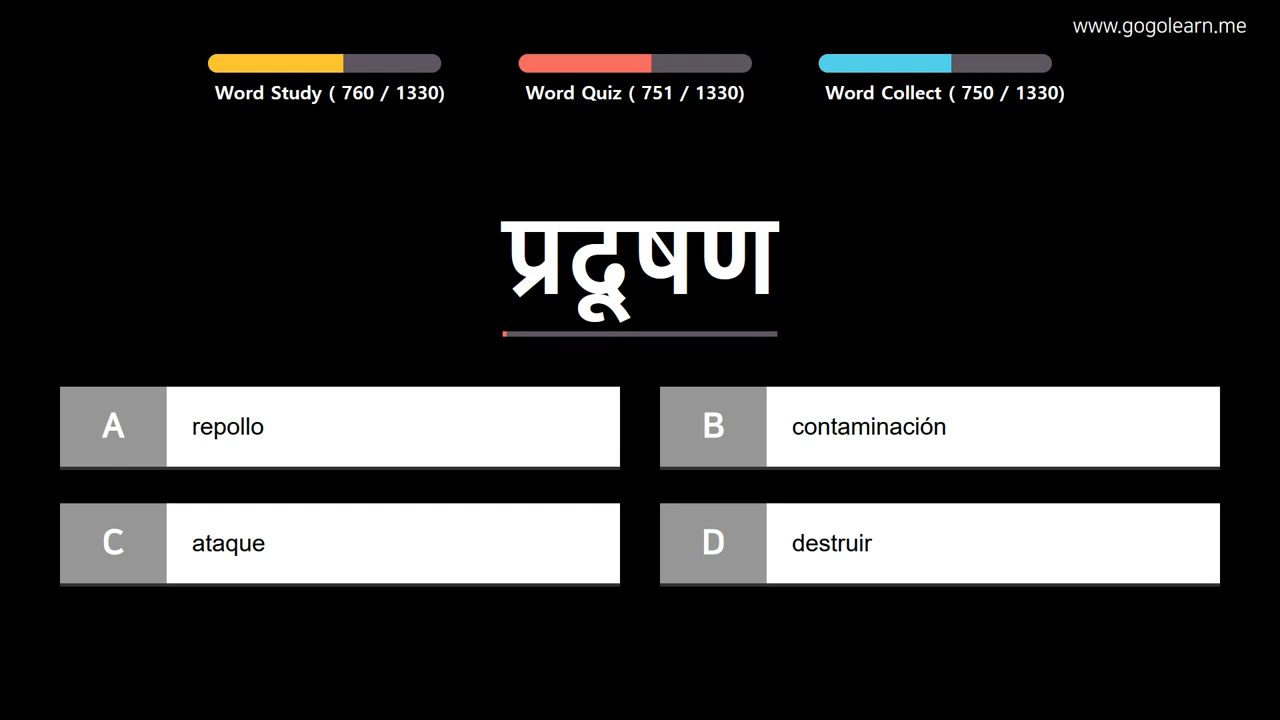 www.gogolearn.me
Word Study ( 760 / 1330)
Word Quiz ( 751 / 1330)
Word Collect ( 750 / 1330)
प्रदूषण
A repollo
B contaminación
C ataque
D destruir